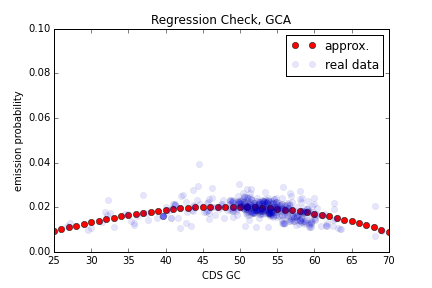 Regression Check, GCA
0.10
0.08
0.06
0.04
0.02
0.00
emission probability
approx.
real data
25 30 35 40 45 50 55 60 65 70
CDS GC